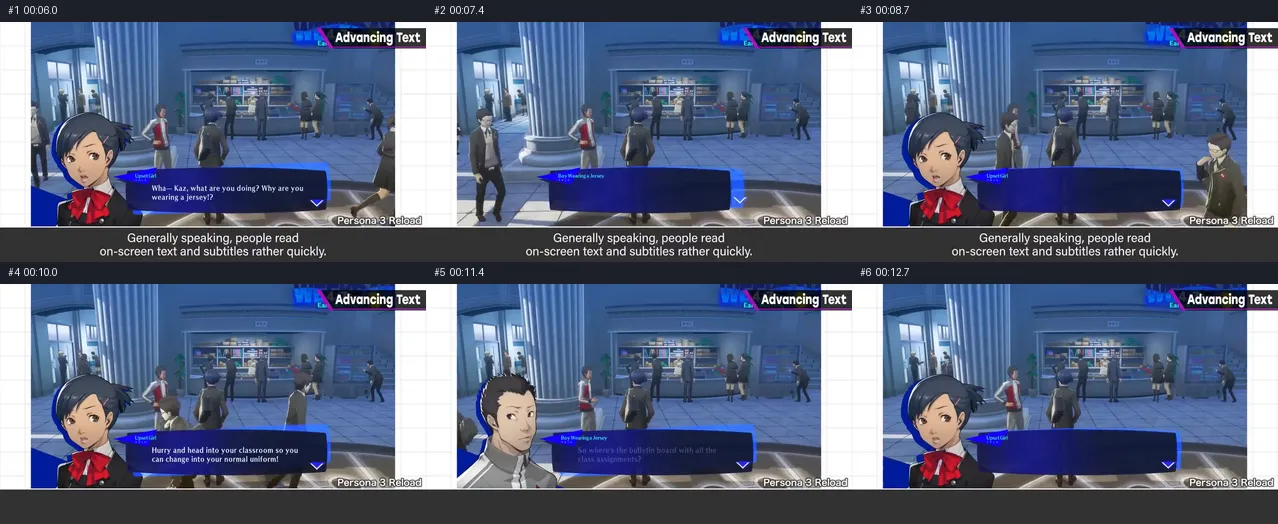 #1 00:06.0
Advancing Text
Upset Girl
Wha— Kaz, what are you doing? Why are you
wearing a jersey!?
Persona 3 Reload
Generally speaking, people read
on-screen text and subtitles rather quickly.
#2 00:07.4
Advancing Text
Boy Wearing a Jersey
Persona 3 Reload
Generally speaking, people read
on-screen text and subtitles rather quickly.
#3 00:08.7
Advancing Text
Upset Girl
Persona 3 Reload
Generally speaking, people read
on-screen text and subtitles rather quickly.
#4 00:10.0
Advancing Text
Upset Girl
Hurry and head into your classroom so you
can change into your normal uniform!
Persona 3 Reload
#5 00:11.4
Advancing Text
Boy Wearing a Jersey
So where's the bulletin board with all the
class assignments?
Persona 3 Reload
#6 00:12.7
Advancing Text
Upset Girl
Persona 3 Reload